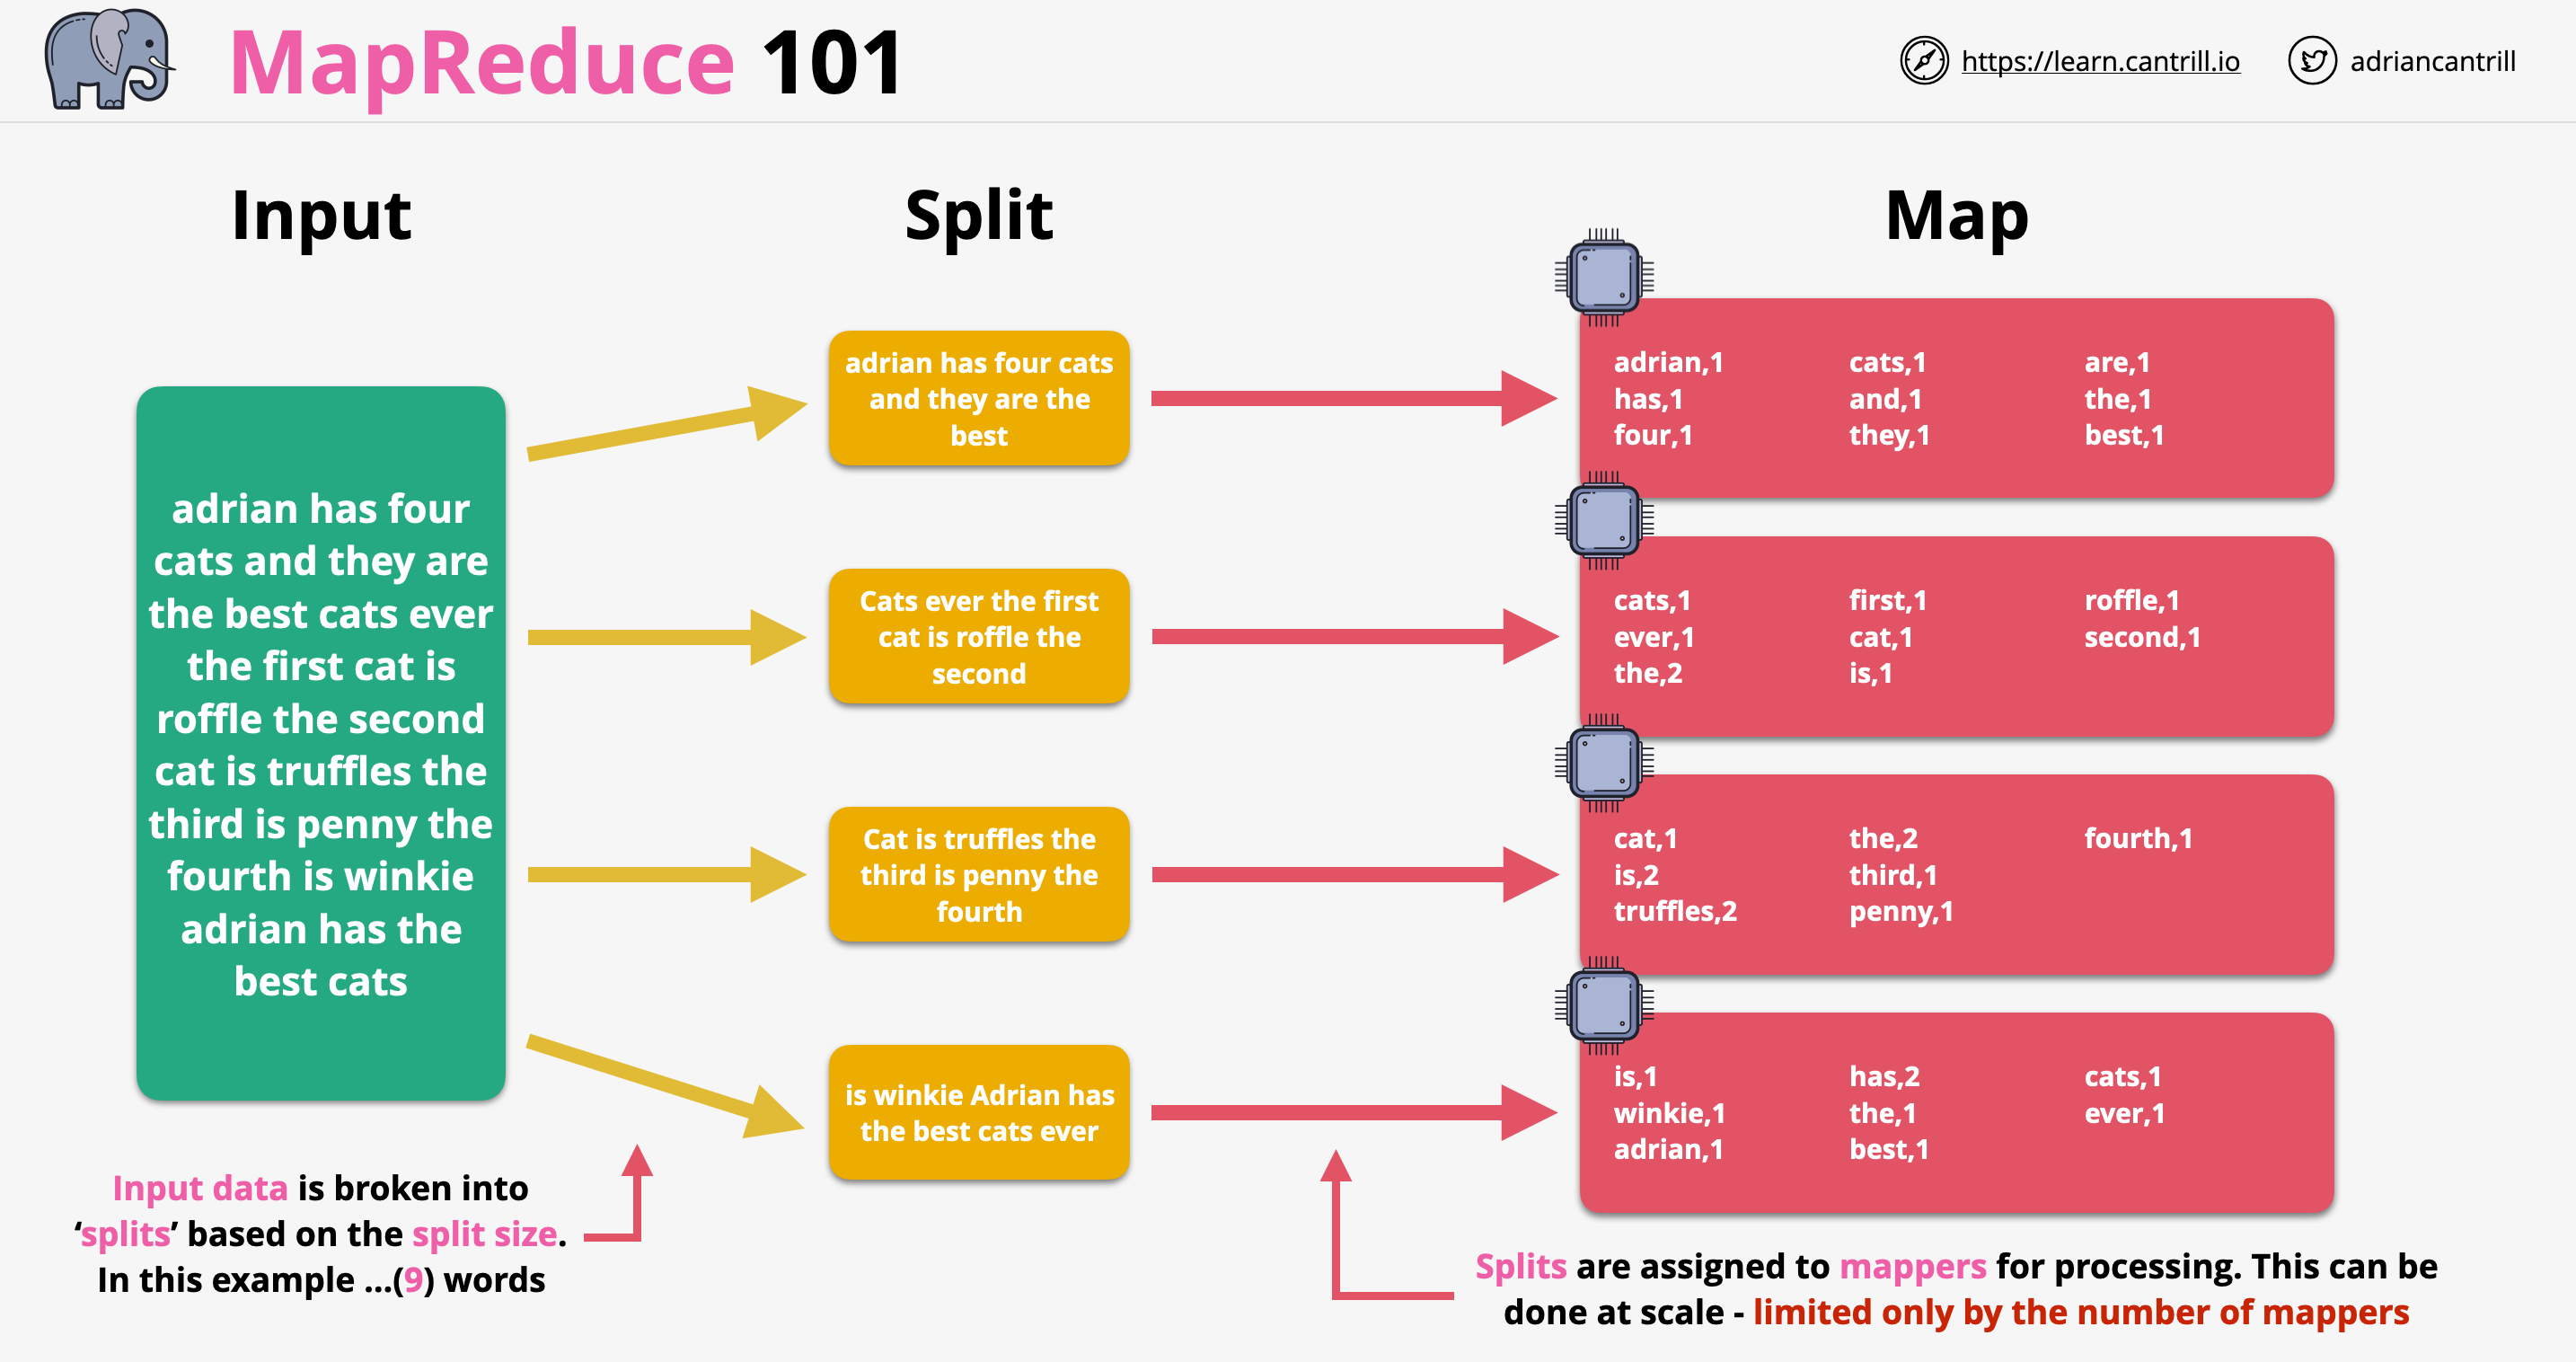 MapReduce 101
https://learn.cantrill.io
adriancantrill
Input
Split
Map
adrian has four
cats and they are
the best cats ever
the first cat is
roffle the second
cat is truffles the
third is penny the
fourth is winkie
adrian has the
best cats
adrian has four cats
and they are the
best
Cats ever the first
cat is roffle the
second
Cat is truffles the
third is penny the
fourth
is winkie Adrian has
the best cats ever
adrian,1
has,1
four,1
cats,1
and,1
they,1
are,1
the,1
best,1
cats,1
ever,1
the,2
first,1
cat,1
is,1
roffle,1
second,1
cat,1
is,2
truffles,2
the,2
third,1
penny,1
fourth,1
is,1
winkie,1
adrian,1
has,2
the,1
best,1
cats,1
ever,1
Input data is broken into
‘splits’ based on the split size.
In this example ...(9) words
Splits are assigned to mappers for processing. This can be
done at scale - limited only by the number of mappers